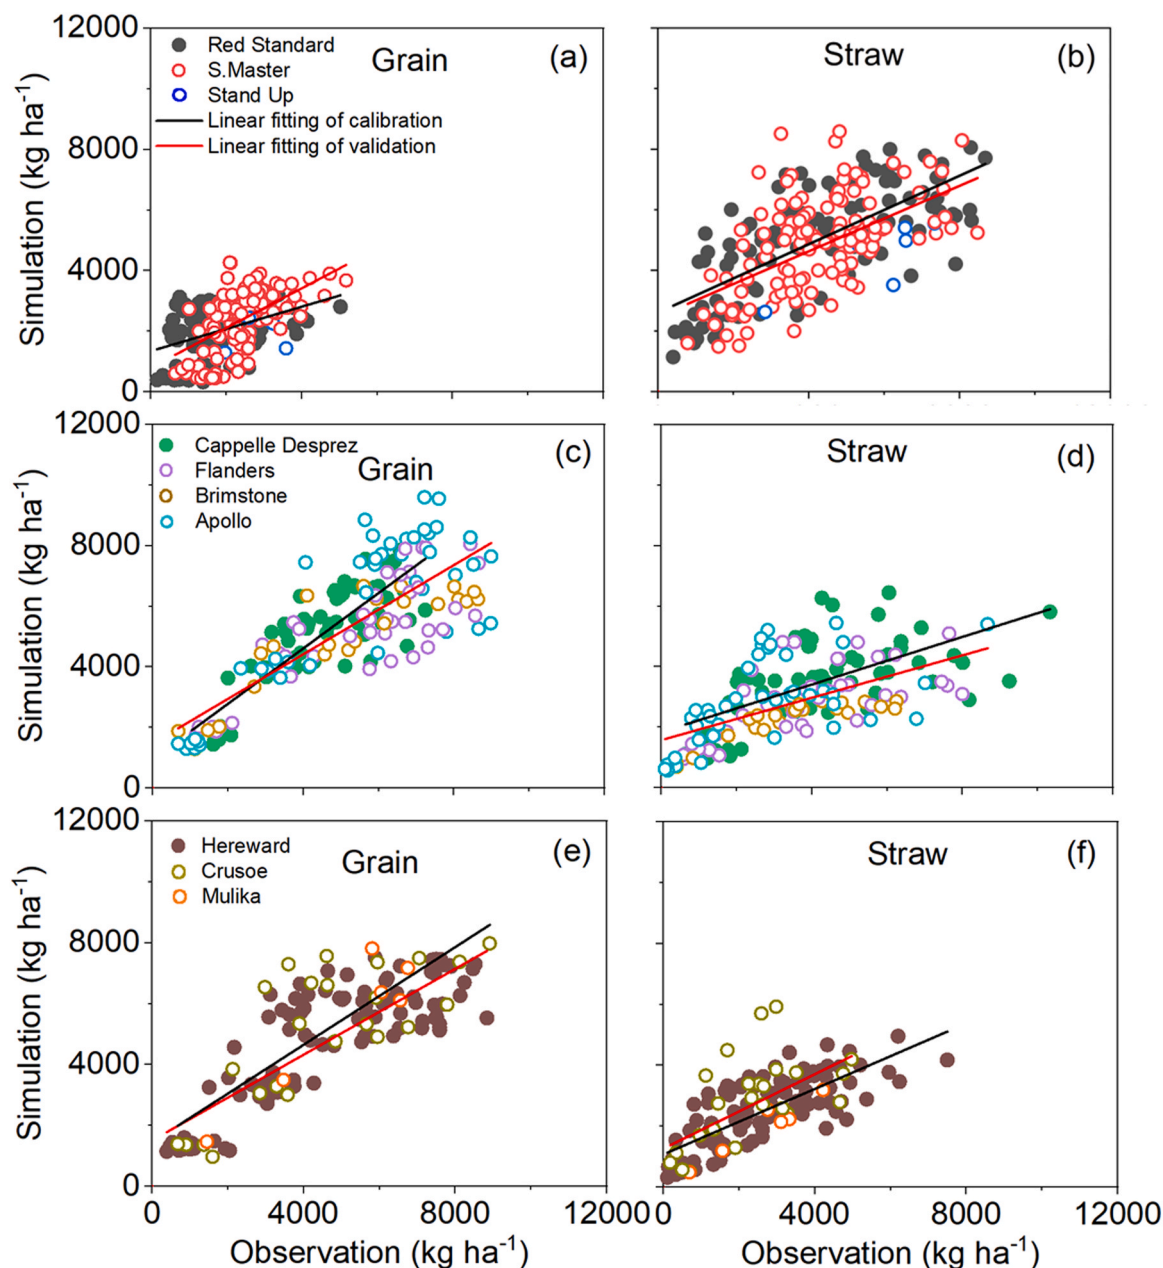 12000
8000
4000
0
Simulation (kg ha-1)
Red Standard
S.Master
Stand Up
Linear fitting of calibration
Linear fitting of validation
Grain
(a)
Straw
(b)
12000
8000
4000
0
Simulation (kg ha-1)
Cappelle Desprez
Flanders
Brimstone
Apollo
Grain
(c)
Straw
(d)
12000
8000
4000
0
Simulation (kg ha-1)
Hereward
Crusoe
Mulika
Grain
(e)
Straw
(f)
0 4000 8000 12000
0 4000 8000 12000
Observation (kg ha-1)
Observation (kg ha-1)